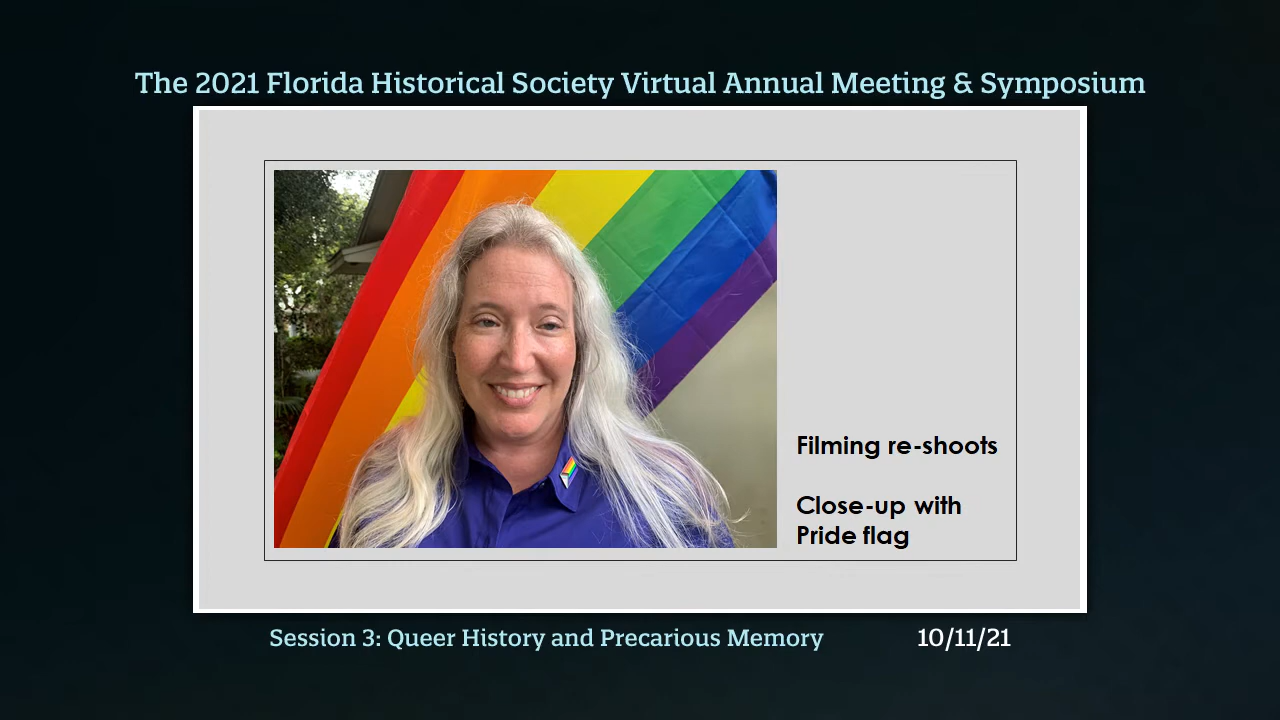 The 2021 Florida Historical Society Virtual Annual Meeting & Symposium
Filming re-shoots
Close-up with
Pride flag
Session 3: Queer History and Precarious Memory
10/11/21